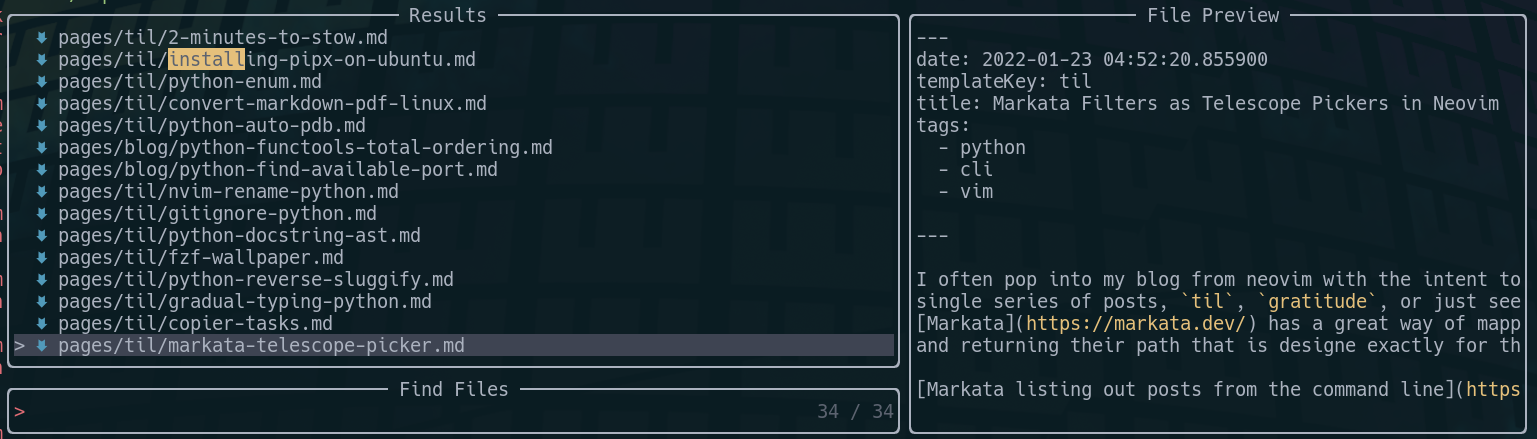 Results
pages/til/2-minutes-to-stow.md
pages/til/installing-pipx-on-ubuntu.md
pages/til/python-enum.md
pages/til/convert-markdown-pdf-linux.md
pages/til/python-auto-pdb.md
pages/blog/python-functools-total-ordering.md
pages/blog/python-find-available-port.md
pages/til/nvim-rename-python.md
pages/til/gitignore-python.md
pages/til/python-docstring-ast.md
pages/til/fzf-wallpaper.md
pages/til/python-reverse-sluggify.md
pages/til/gradual-typing-python.md
pages/til/copier-tasks.md
> pages/til/markata-telescope-picker.md
Find Files
> 34 / 34
File Preview
---
date: 2022-01-23 04:52:20.855900
templateKey: til
title: Markata Filters as Telescope Pickers in Neovim
tags:
  - python
  - cli
  - vim
---
I often pop into my blog from neovim with the intent to
single series of posts, `til`, `gratitude`, or just see
[Markata](https://markata.dev/) has a great way of mapp
and returning their path that is designe exactly for th
[Markata listing out posts from the command line](https